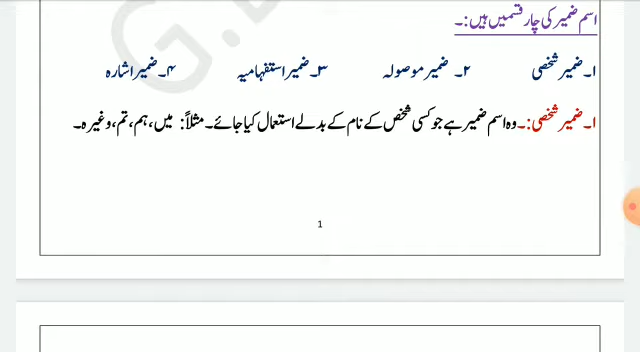 اسم ضمیر کی چار قسمیں ہیں:۔
۱۔ ضمیر شخصی ۲۔ ضمیر موصولہ ۳۔ ضمیر استفہامیہ ۴۔ ضمیر اشارہ
۱۔ ضمیر شخصی:۔ وہ اسم ضمیر ہے جو کسی شخص کے نام کے بدلے استعمال کیا جائے۔ مثلاً: میں، ہم، تم، وغیرہ۔
1